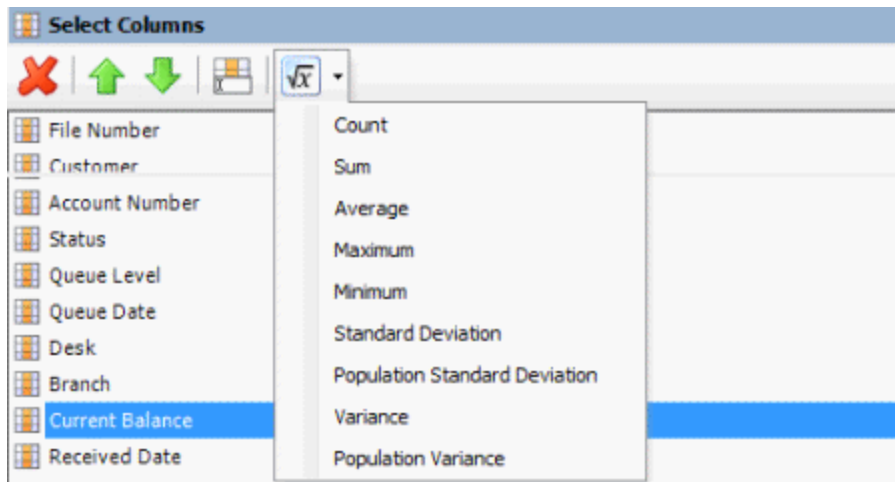 Select Columns
√x
File Number
Customer
Account Number
Status
Queue Level
Queue Date
Desk
Branch
Current Balance
Received Date
Count
Sum
Average
Maximum
Minimum
Standard Deviation
Population Standard Deviation
Variance
Population Variance